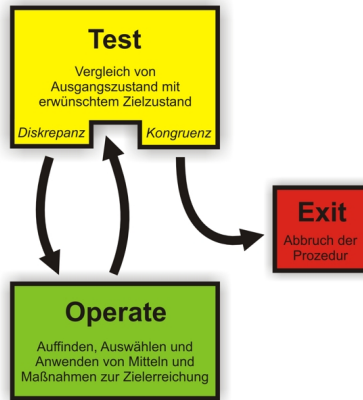 Test
Vergleich von
Ausgangszustand mit
erwünschtem Zielzustand
Diskrepanz
Kongruenz
Exit
Abbruch der
Prozedur
Operate
Auffinden, Auswählen und
Anwenden von Mitteln und
Maßnahmen zur Zielerreichung